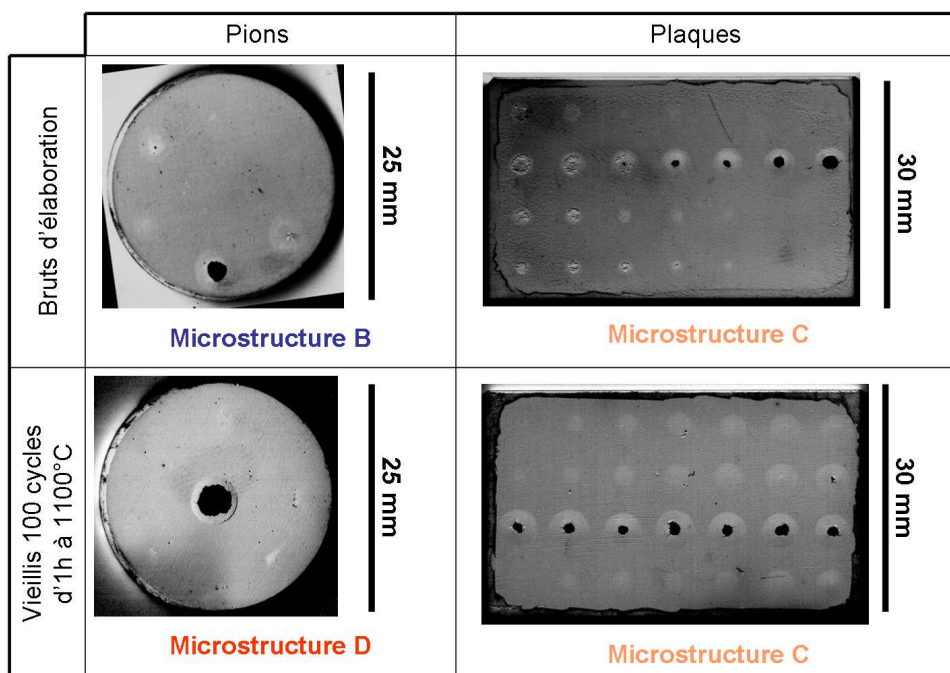 Pions
Plaques
Bruts d'élaboration
25 mm
30 mm
Microstructure B
Microstructure C
Vieillis 100 cycles
d'1h à 1100°C
25 mm
30 mm
Microstructure D
Microstructure C